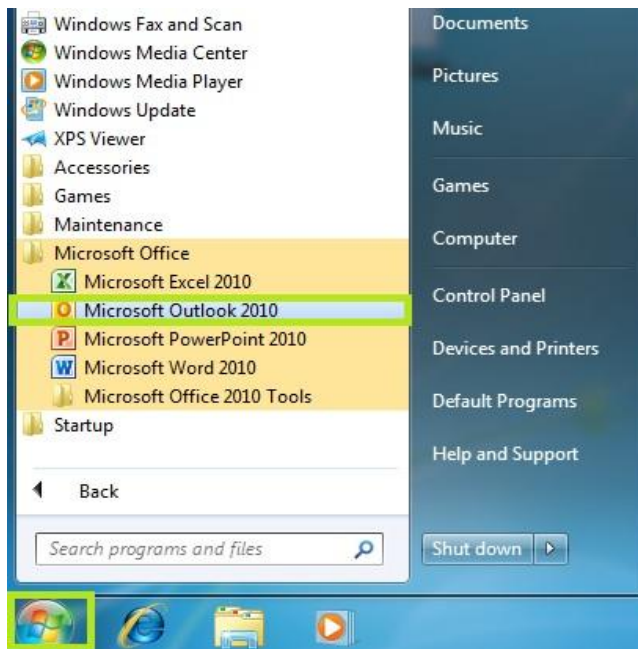 Windows Fax and Scan
Windows Media Center
Windows Media Player
Windows Update
XPS Viewer
Accessories
Games
Maintenance
Microsoft Office
Microsoft Excel 2010
Microsoft Outlook 2010
Microsoft PowerPoint 2010
Microsoft Word 2010
Microsoft Office 2010 Tools
Startup
Back
Search programs and files
Documents
Pictures
Music
Games
Computer
Control Panel
Devices and Printers
Default Programs
Help and Support
Shut down